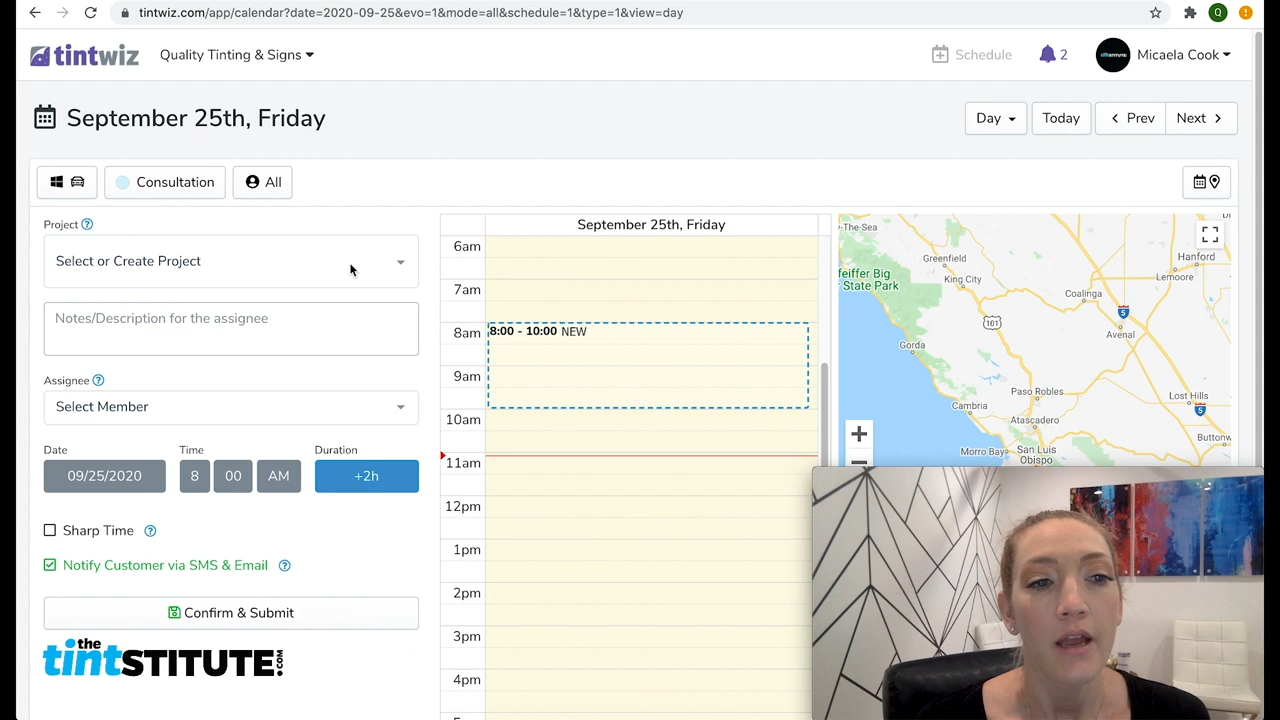 tintwiz.com/app/calendar?date=2020-09-25&evo=1&mode=all&schedule=1&type=1&view=day
Q
tintwiz
Quality Tinting & Signs
Schedule
2
Micaela Cook
September 25th, Friday
Day
Today
Prev
Next
Consultation
All
Project
Select or Create Project
Notes/Description for the assignee
Assignee
Select Member
Date
Time
Duration
09/25/2020
8
00
AM
+2h
Sharp Time
Notify Customer via SMS & Email
Confirm & Submit
the
tintSTITUTE.COM
September 25th, Friday
6am
7am
8am
8:00 - 10:00 NEW
9am
10am
11am
12pm
1pm
2pm
3pm
4pm
-The-Sea
Greenfield
Hanford
feiffer Big
State Park
King City
Lemoore
Coalinga
5
101
Avenal
Gorda
Paso Robles
Lost Hills
Cambria
Atascadero
5
Buttonw
Morro Bay
San Luis
Obispo